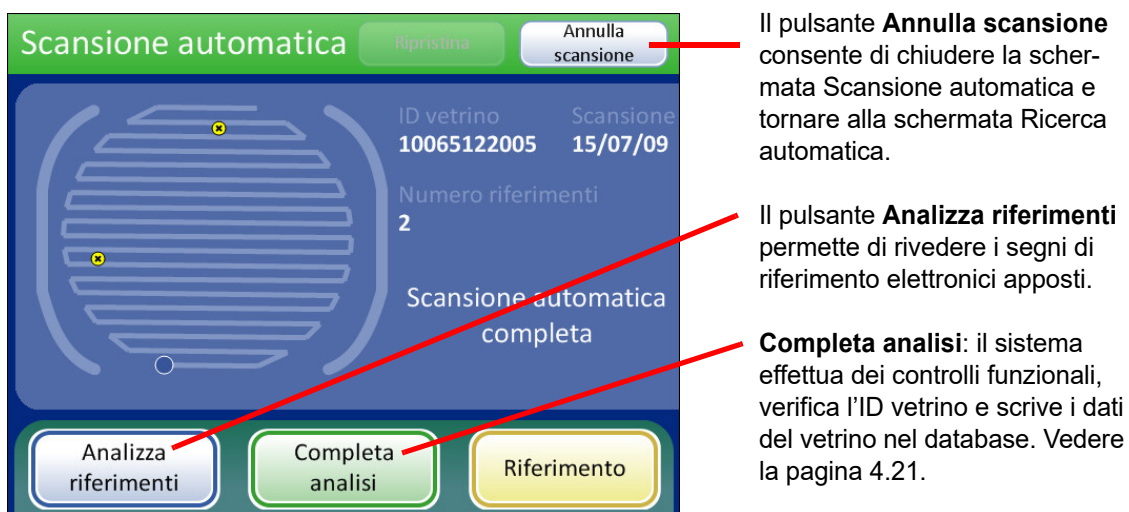 Scansione automatica
Ripristina
Annulla
scansione
ID vetrino
Scansione
10065122005
15/07/09
Numero riferimenti
2
Scansione automatica
completa
Analizza
riferimenti
Completa
analisi
Riferimento
Il pulsante Annulla scansione
consente di chiudere la scher-
mata Scansione automatica e
tornare alla schermata Ricerca
automatica.
Il pulsante Analizza riferimenti
permette di rivedere i segni di
riferimento elettronici apposti.
Completa analisi: il sistema
effettua dei controlli funzionali,
verifica l’ID vetrino e scrive i dati
del vetrino nel database. Vedere
la pagina 4.21.